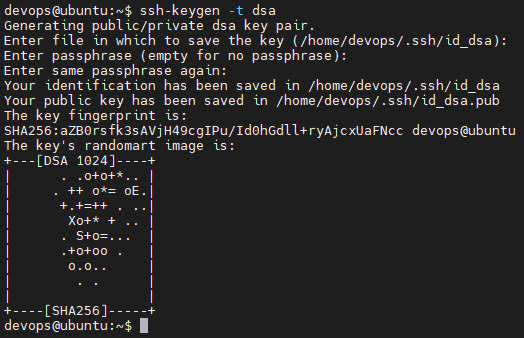 devops@ubuntu:~$ ssh-keygen -t dsa
Generating public/private dsa key pair.
Enter file in which to save the key (/home/devops/.ssh/id_dsa):
Enter passphrase (empty for no passphrase):
Enter same passphrase again:
Your identification has been saved in /home/devops/.ssh/id_dsa
Your public key has been saved in /home/devops/.ssh/id_dsa.pub
The key fingerprint is:
SHA256:aZB0rsfk3sAVjH49cgIPu/Id0hGdll+ryAjcxUaFNcc devops@ubuntu
The key's randomart image is:
+---[DSA 1024]----+
|      . .o+o+*.. |
|     . ++ o*= oE.|
|      +.+=++ . ..|
|       Xo+* + .. |
|      . S+o=...  |
|      .+o+oo .   |
|       o.o..     |
|        . .      |
|                 |
+----[SHA256]-----+
devops@ubuntu:~$